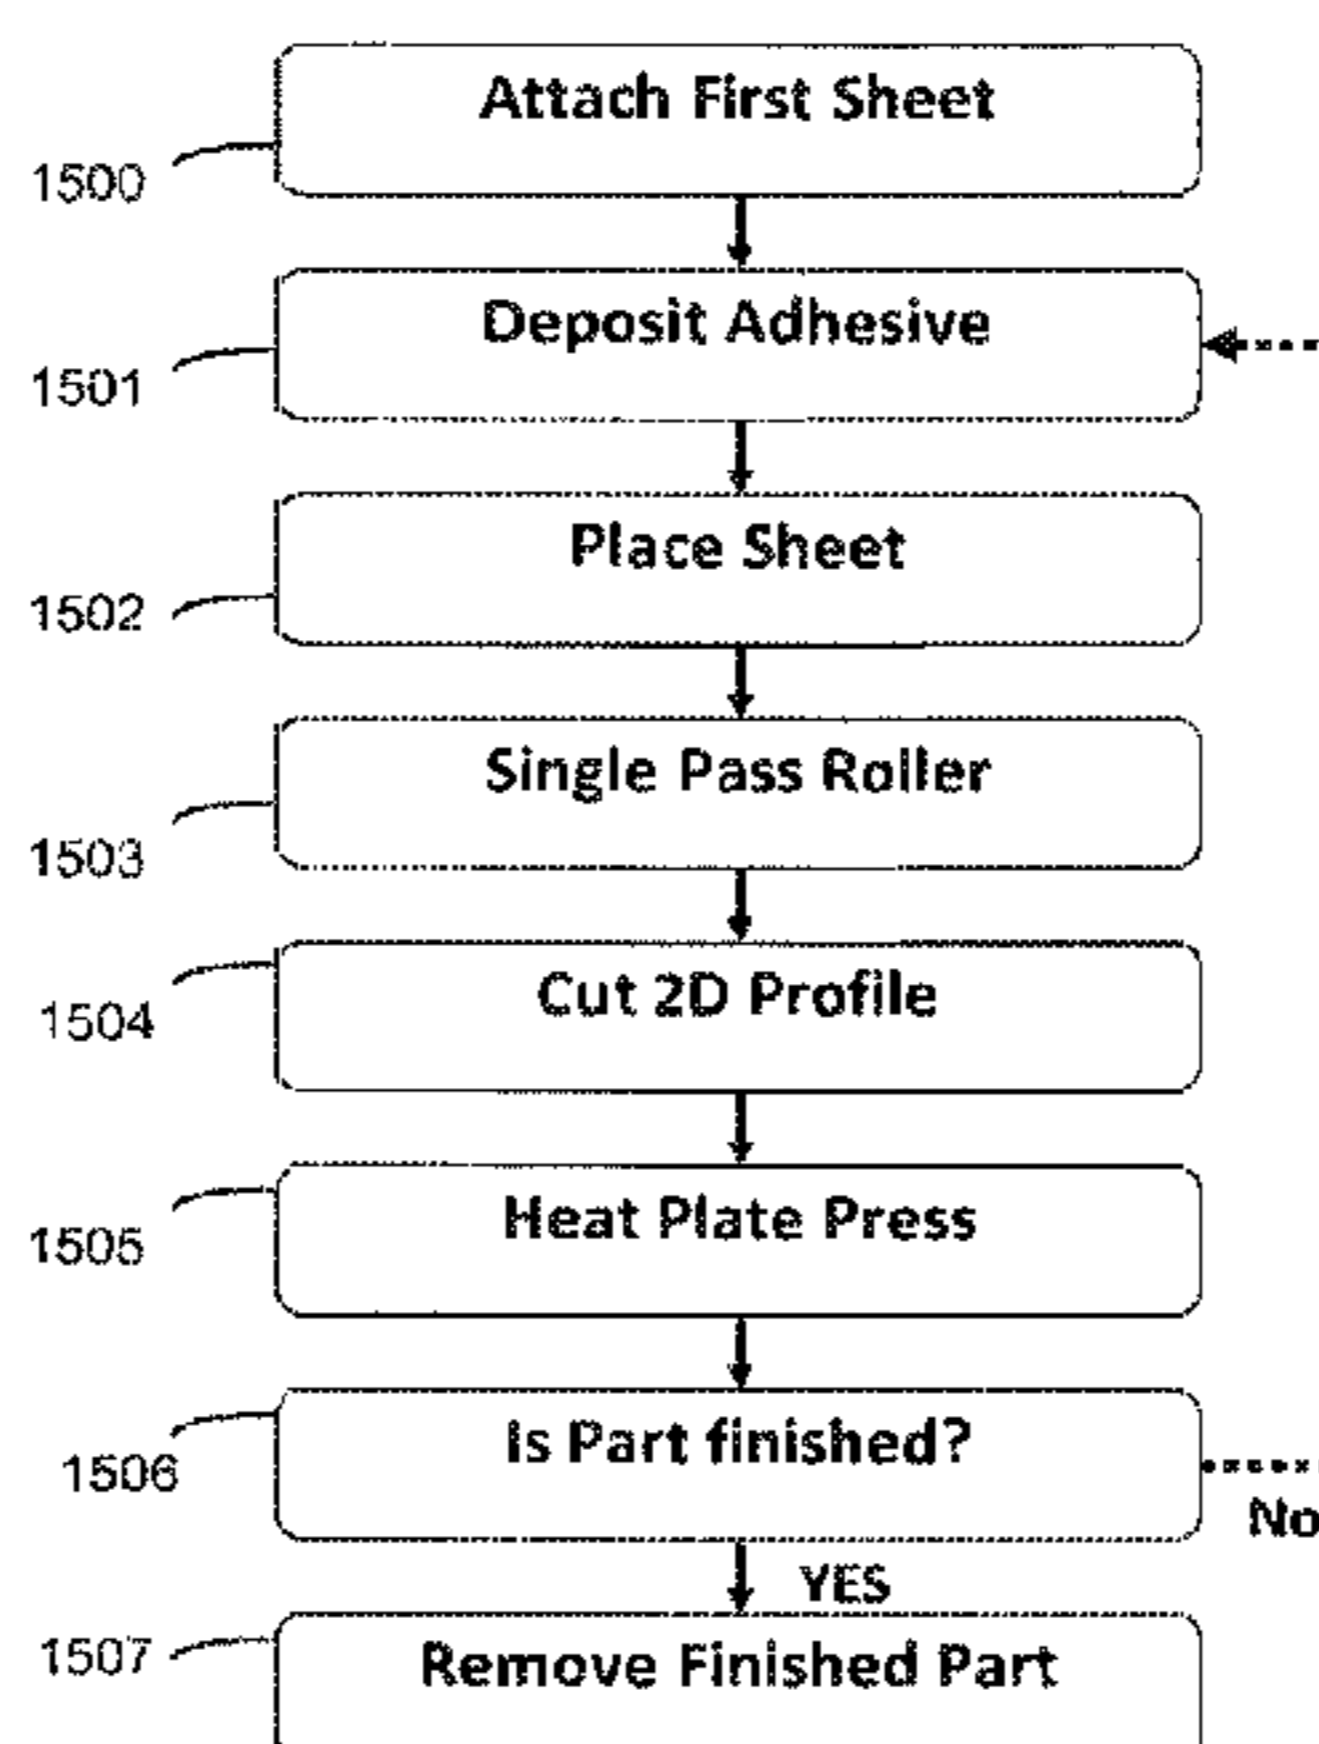 Attach First Sheet
1500
Deposit Adhesive
1501
Place Sheet
1502
Single Pass Roller
1503
Cut 2D Profile
1504
Heat Plate Press
1505
Is Part finished?
1506
No
YES
1507
Remove Finished Part